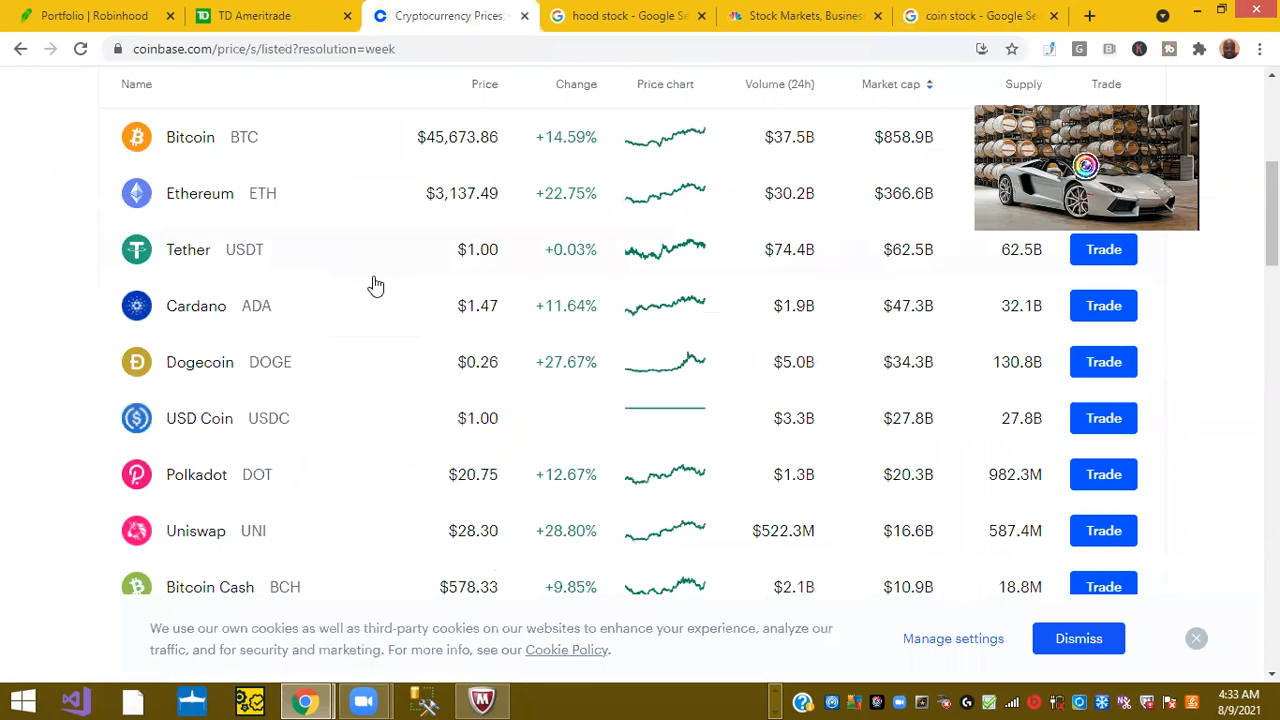 Portfolio | Robinhood
TD Ameritrade
Cryptocurrency Prices,
hood stock - Google Se
Stock Markets, Busines
coin stock - Google Se
coinbase.com/price/s/listed?resolution=week
Name Price Change Price chart Volume (24h) Market cap Supply Trade
Bitcoin BTC $45,673.86 +14.59% $37.5B $858.9B
Ethereum ETH $3,137.49 +22.75% $30.2B $366.6B
Tether USDT $1.00 +0.03% $74.4B $62.5B 62.5B Trade
Cardano ADA $1.47 +11.64% $1.9B $47.3B 32.1B Trade
Dogecoin DOGE $0.26 +27.67% $5.0B $34.3B 130.8B Trade
USD Coin USDC $1.00 $3.3B $27.8B 27.8B Trade
Polkadot DOT $20.75 +12.67% $1.3B $20.3B 982.3M Trade
Uniswap UNI $28.30 +28.80% $522.3M $16.6B 587.4M Trade
Bitcoin Cash BCH $578.33 +9.85% $2.1B $10.9B 18.8M Trade
We use our own cookies as well as third-party cookies on our websites to enhance your experience, analyze our
traffic, and for security and marketing. For more info, see our Cookie Policy.
Manage settings
Dismiss
4:33 AM
8/9/2021